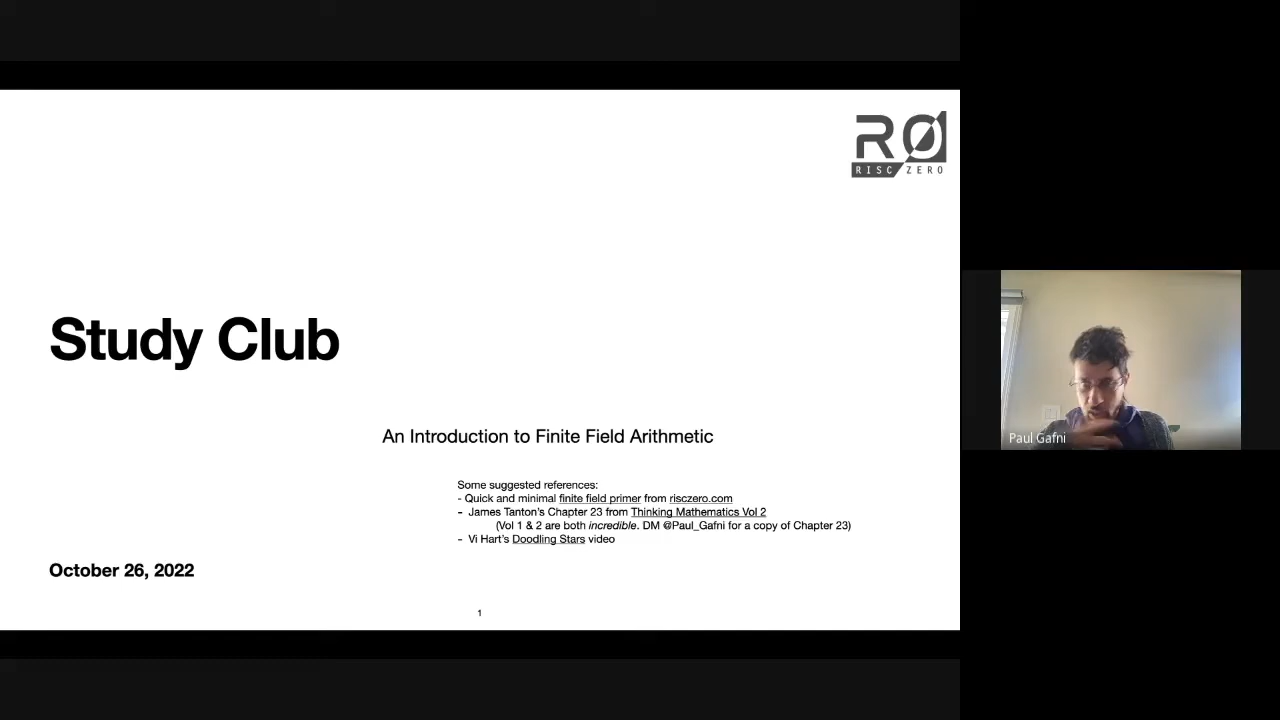 RØ
RISC ZERO
Study Club
An Introduction to Finite Field Arithmetic
Some suggested references:
- Quick and minimal finite field primer from risczero.com
- James Tanton's Chapter 23 from Thinking Mathematics Vol 2
(Vol 1 & 2 are both incredible. DM @Paul_Gafni for a copy of Chapter 23)
- Vi Hart's Doodling Stars video
October 26, 2022
1
Paul Gafni